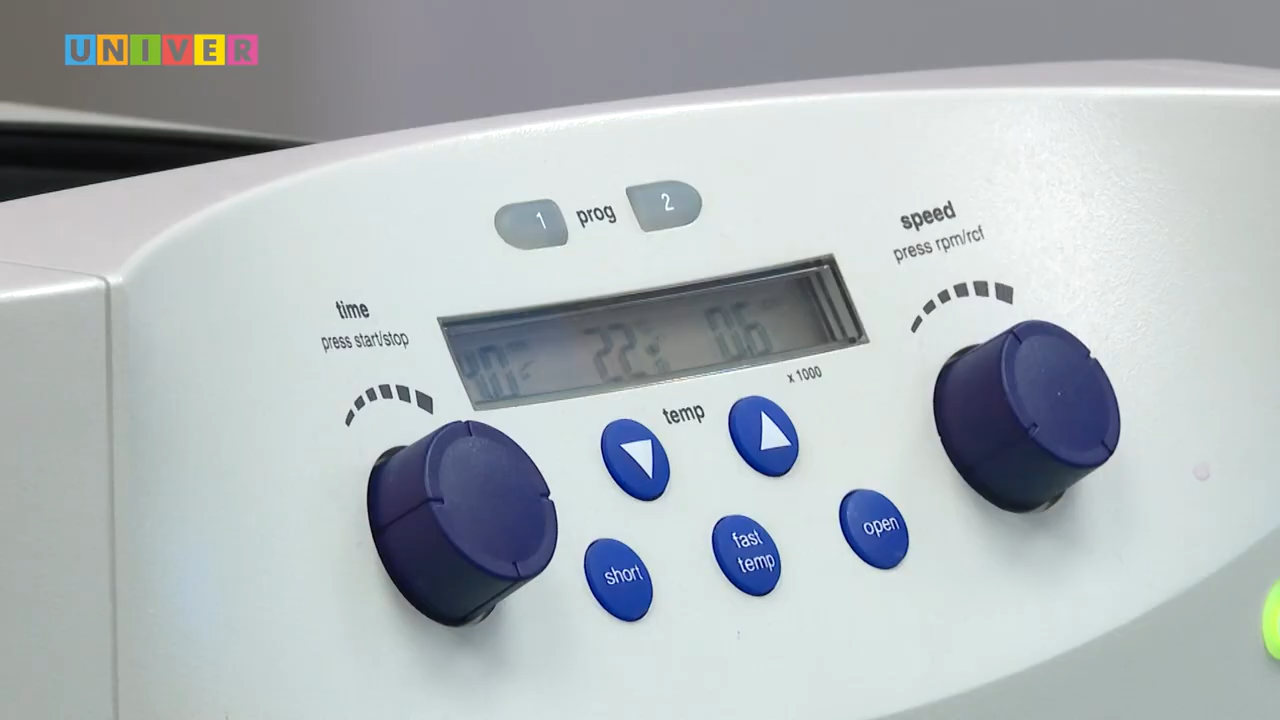 UNIVER
1 prog 2
speed
press rpm/rcf
time
press start/stop
22 06
x 1000
temp
short
fast
temp
open